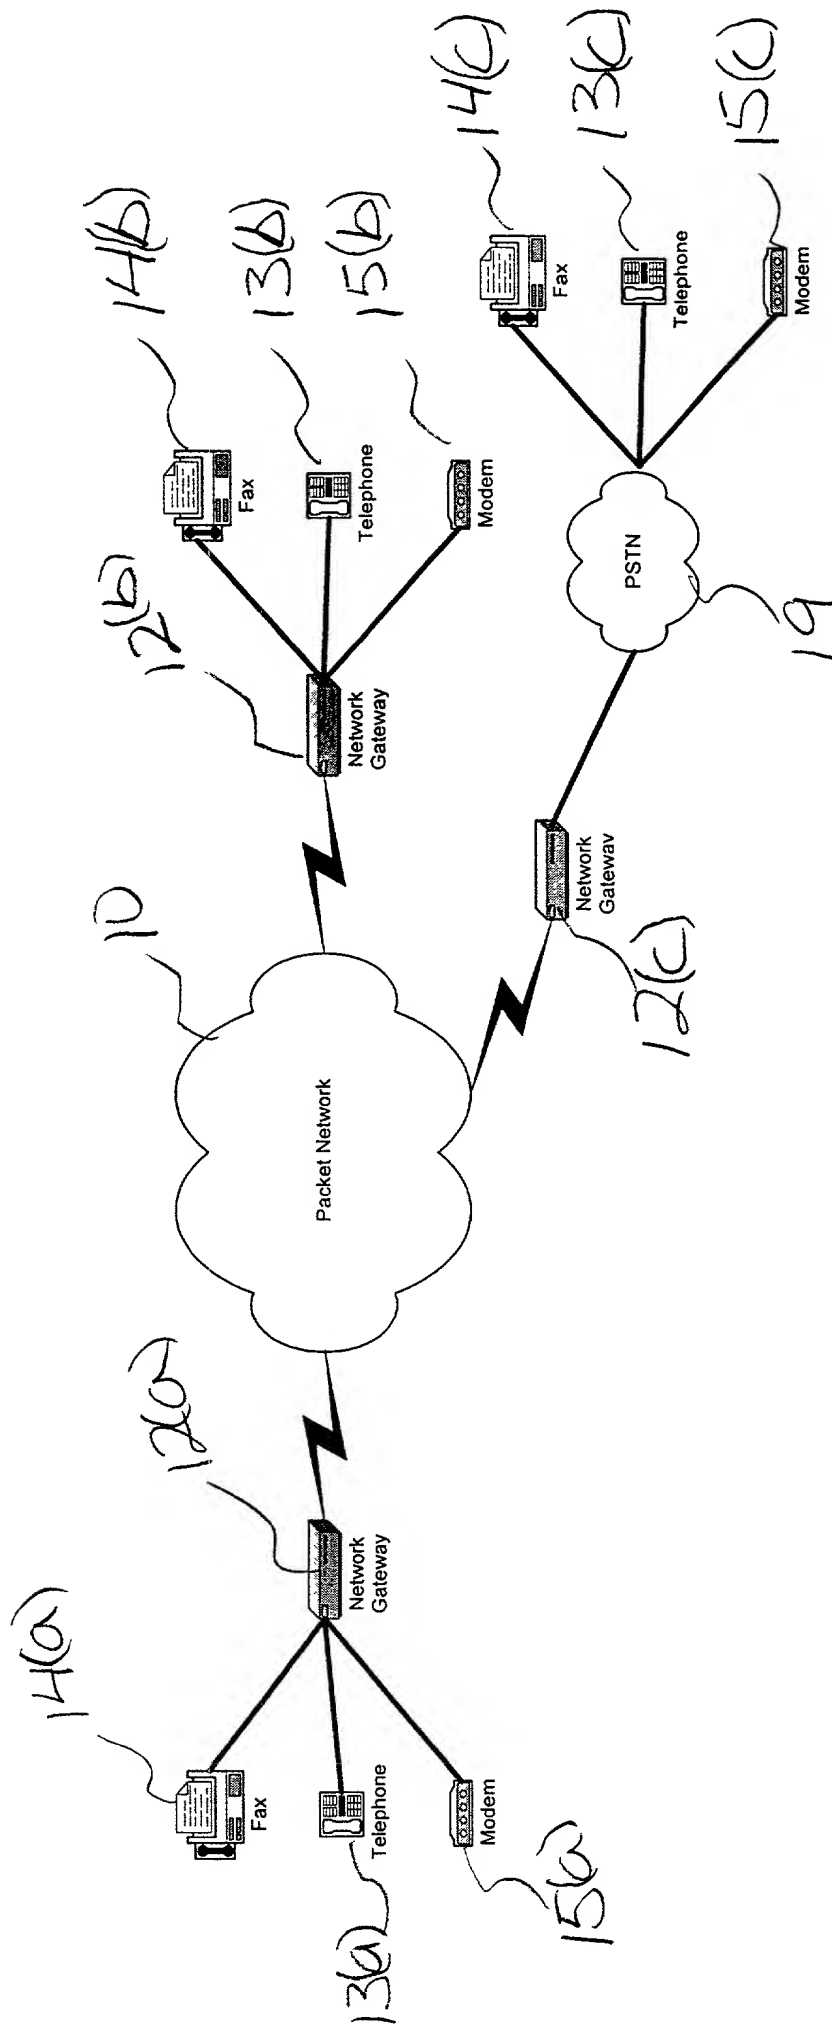 14(a)
Fax
13(a)
Telephone
15(a)
Modem
12(a)
Network
Gateway
10
Packet Network
12(b)
Network
Gateway
14(b)
Fax
13(b)
Telephone
15(b)
Modem
12(c)
Network
Gateway
19
PSTN
14(c)
Fax
13(c)
Telephone
15(c)
Modem